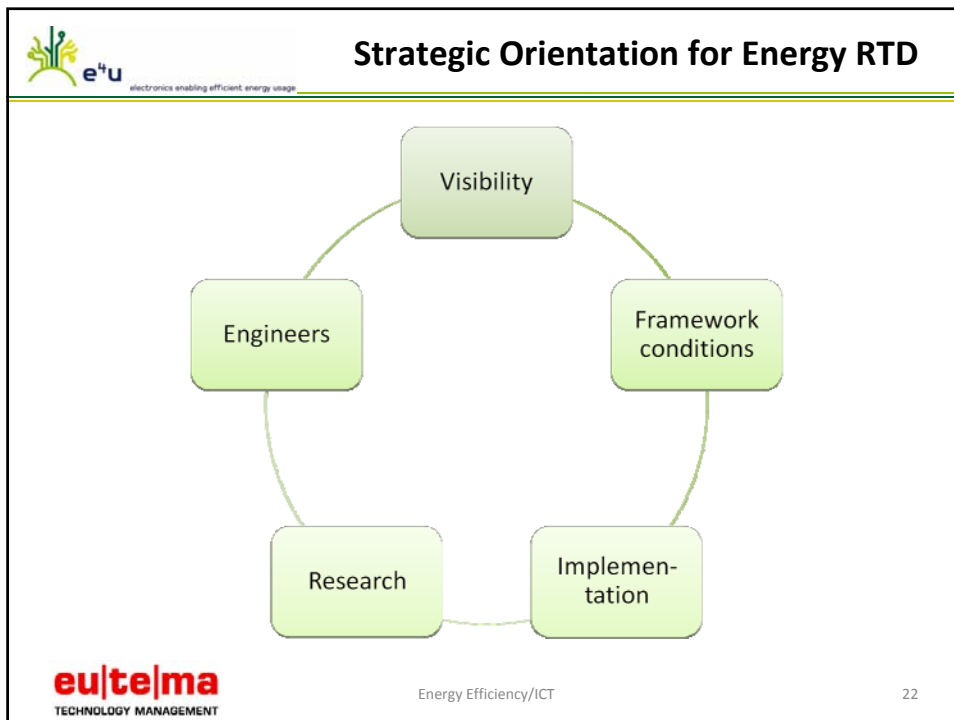 e⁴u
electronics enabling efficient energy usage
Strategic Orientation for Energy RTD
Visibility
Framework
conditions
Implemen-
tation
Research
Engineers
eu|te|ma
TECHNOLOGY MANAGEMENT
Energy Efficiency/ICT
22